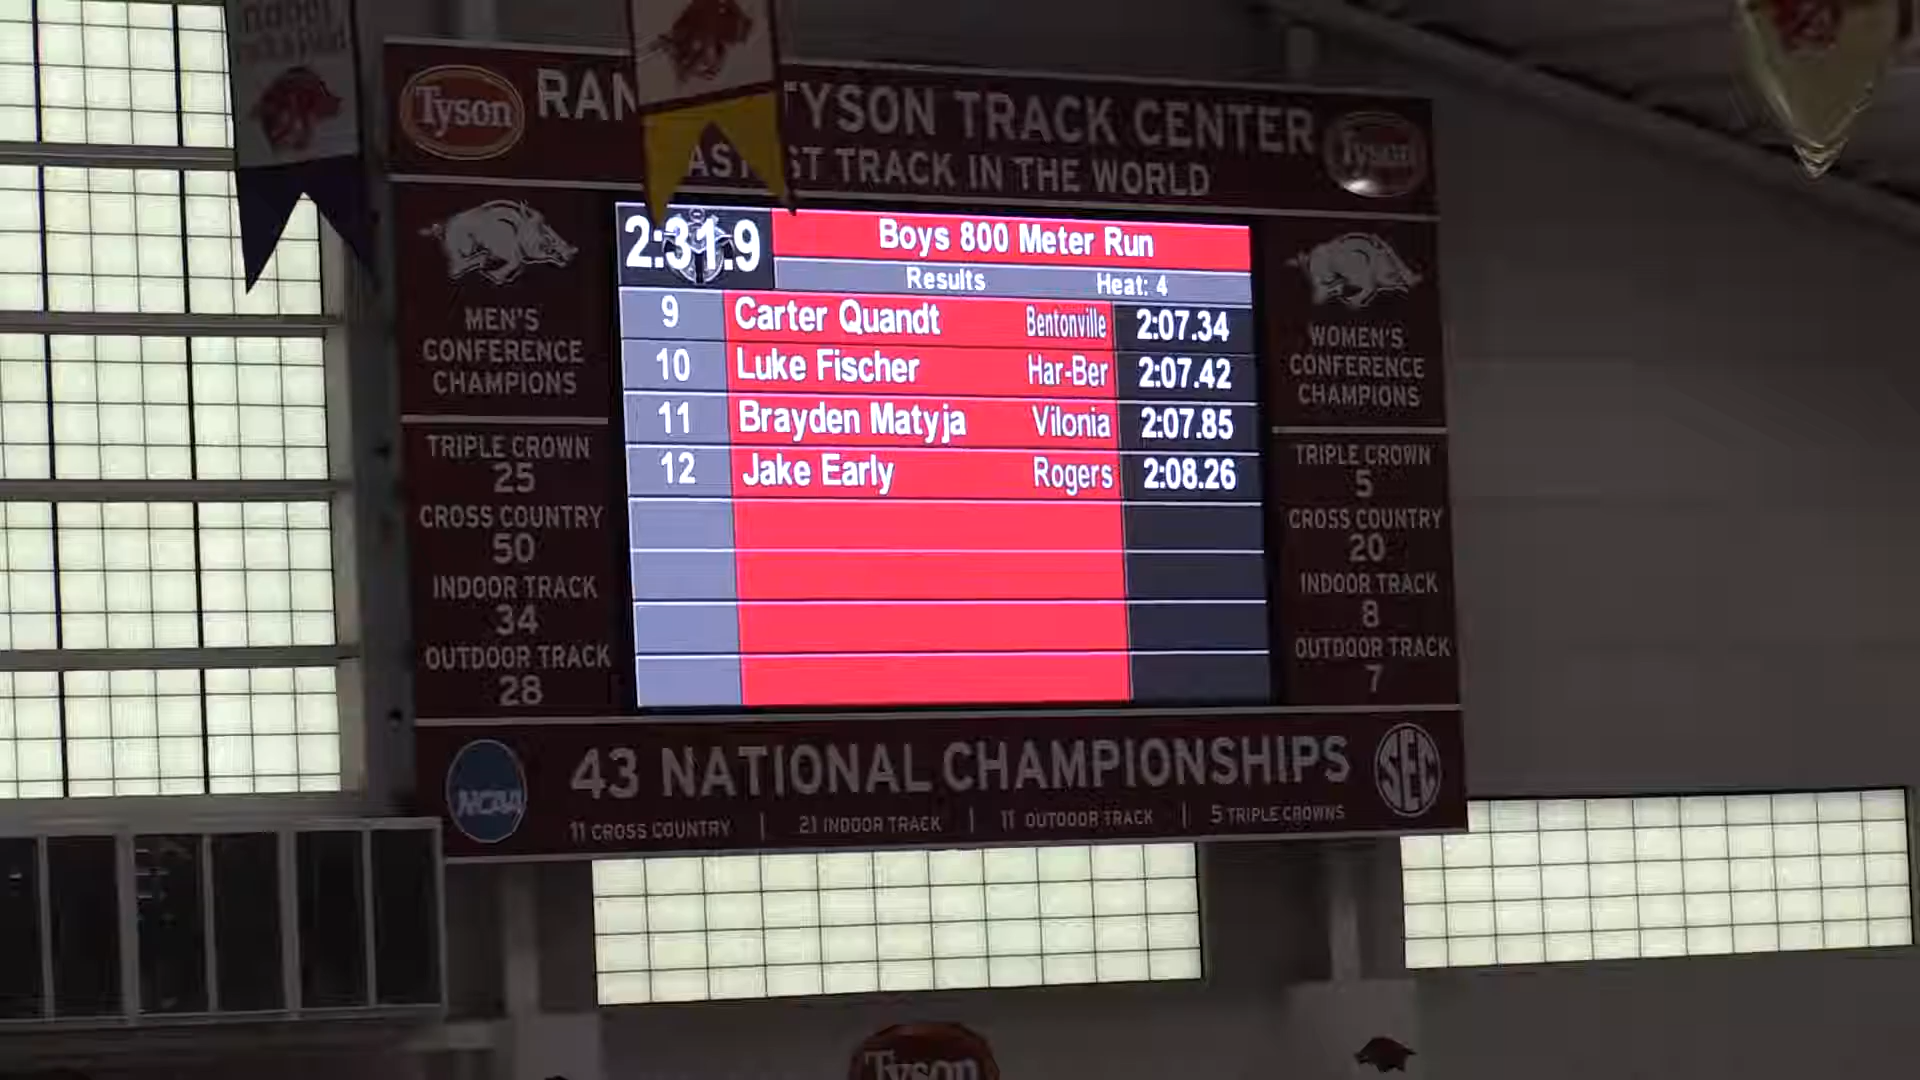 Tyson
TYSON TRACK CENTER
Tyson
TRACK IN THE WORLD
2:31.9
Boys 800 Meter Run
Results Heat: 4
9 Carter Quandt Bentonville 2:07.34
10 Luke Fischer Har-Ber 2:07.42
11 Brayden Matyja Vilonia 2:07.85
12 Jake Early Rogers 2:08.26
MEN'S
CONFERENCE
CHAMPIONS
TRIPLE CROWN
25
CROSS COUNTRY
50
INDOOR TRACK
34
OUTDOOR TRACK
28
WOMEN'S
CONFERENCE
CHAMPIONS
TRIPLE CROWN
5
CROSS COUNTRY
20
INDOOR TRACK
8
OUTDOOR TRACK
7
NCAA
43 NATIONAL CHAMPIONSHIPS
SEC
11 CROSS COUNTRY | 21 INDOOR TRACK | 11 OUTDOOR TRACK | 5 TRIPLE CROWNS
Tyson